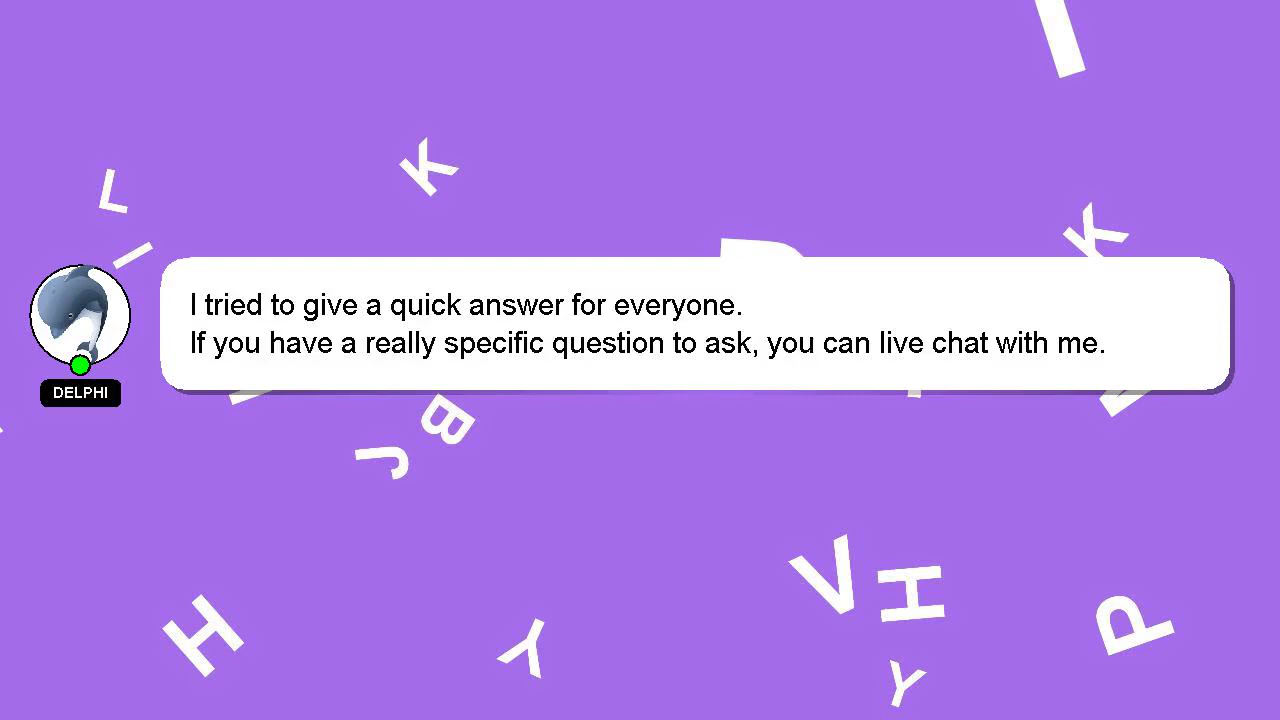 I
K
L
K
I
I tried to give a quick answer for everyone.
If you have a really specific question to ask, you can live chat with me.
DELPHI
B
J
V
H
H
P
Y
Y